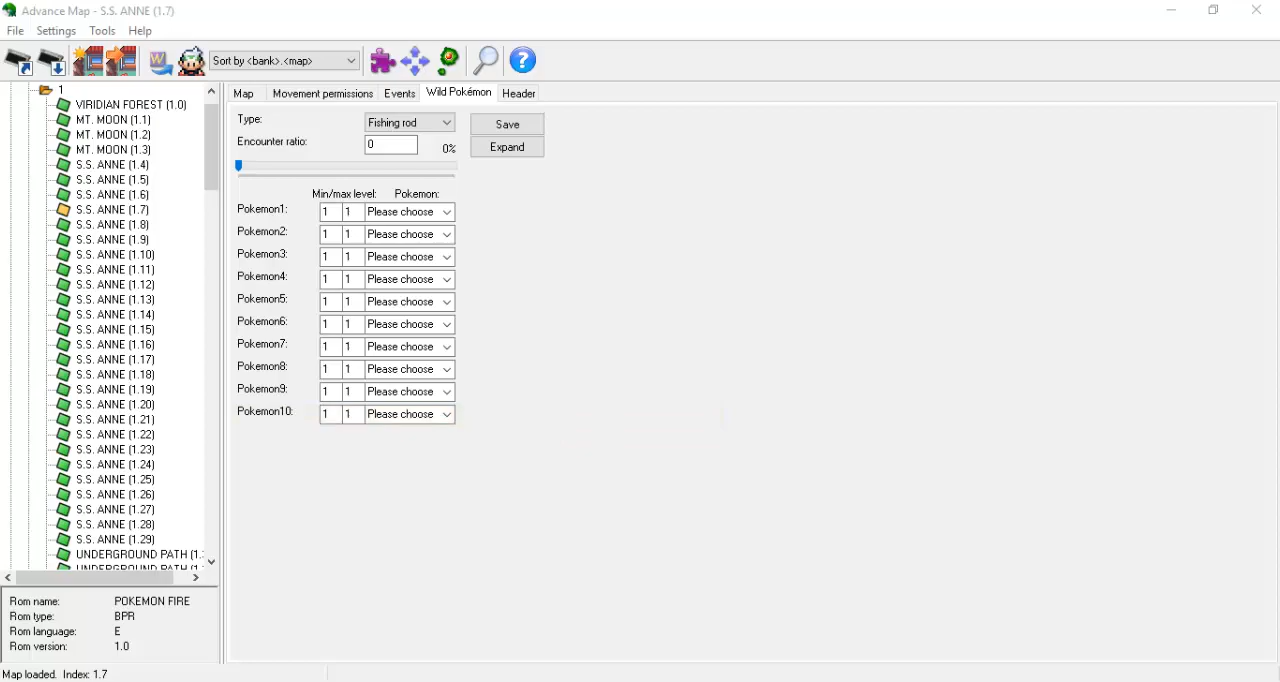 Advance Map - S.S. ANNE (1.7)
File Settings Tools Help
Sort by <bank>.<map>
1
VIRIDIAN FOREST (1.0)
MT. MOON (1.1)
MT. MOON (1.2)
MT. MOON (1.3)
S.S. ANNE (1.4)
S.S. ANNE (1.5)
S.S. ANNE (1.6)
S.S. ANNE (1.7)
S.S. ANNE (1.8)
S.S. ANNE (1.9)
S.S. ANNE (1.10)
S.S. ANNE (1.11)
S.S. ANNE (1.12)
S.S. ANNE (1.13)
S.S. ANNE (1.14)
S.S. ANNE (1.15)
S.S. ANNE (1.16)
S.S. ANNE (1.17)
S.S. ANNE (1.18)
S.S. ANNE (1.19)
S.S. ANNE (1.20)
S.S. ANNE (1.21)
S.S. ANNE (1.22)
S.S. ANNE (1.23)
S.S. ANNE (1.24)
S.S. ANNE (1.25)
S.S. ANNE (1.26)
S.S. ANNE (1.27)
S.S. ANNE (1.28)
S.S. ANNE (1.29)
UNDERGROUND PATH (1.
Rom name: POKEMON FIRE
Rom type: BPR
Rom language: E
Rom version: 1.0
Map loaded. Index: 1.7
Map Movement permissions Events Wild Pokémon Header
Type: Fishing rod Save
Encounter ratio: 0 0% Expand
Min/max level: Pokemon:
Pokemon1: 1 1 Please choose
Pokemon2: 1 1 Please choose
Pokemon3: 1 1 Please choose
Pokemon4: 1 1 Please choose
Pokemon5: 1 1 Please choose
Pokemon6: 1 1 Please choose
Pokemon7: 1 1 Please choose
Pokemon8: 1 1 Please choose
Pokemon9: 1 1 Please choose
Pokemon10: 1 1 Please choose